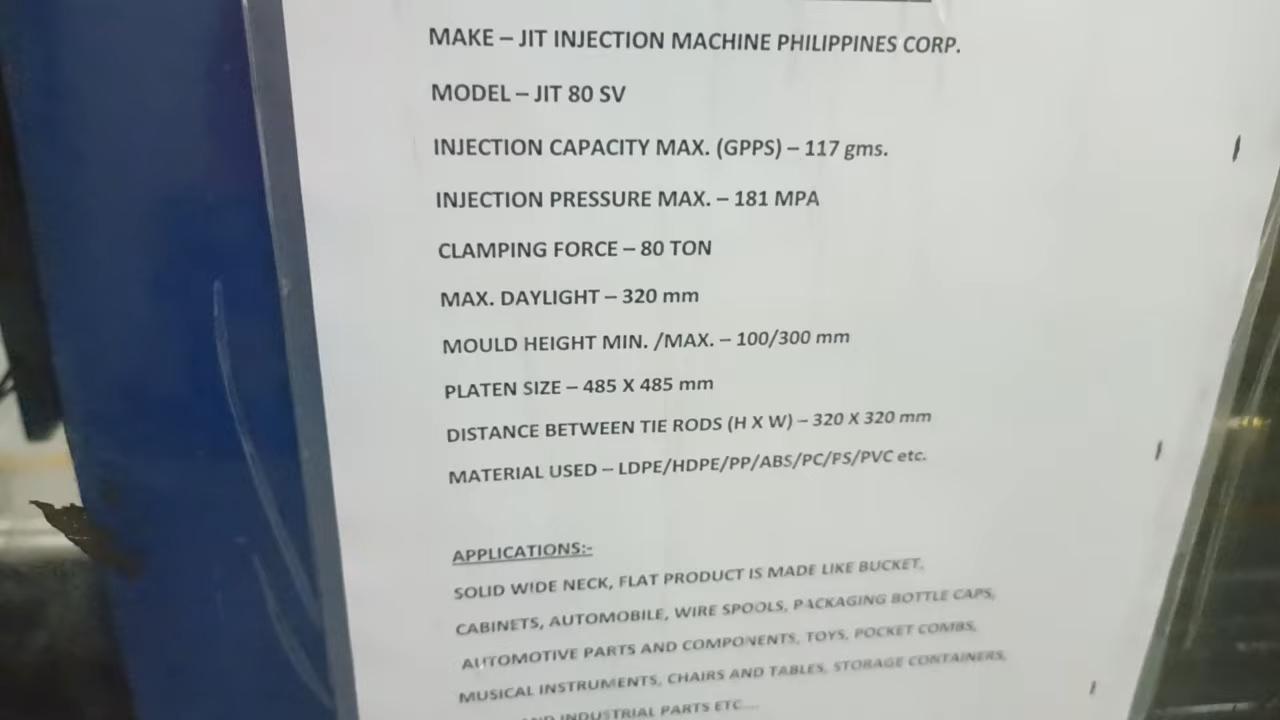 MAKE – JIT INJECTION MACHINE PHILIPPINES CORP.
MODEL – JIT 80 SV
INJECTION CAPACITY MAX. (GPPS) – 117 gms.
INJECTION PRESSURE MAX. – 181 MPA
CLAMPING FORCE – 80 TON
MAX. DAYLIGHT – 320 mm
MOULD HEIGHT MIN. /MAX. – 100/300 mm
PLATEN SIZE – 485 X 485 mm
DISTANCE BETWEEN TIE RODS (H X W) – 320 X 320 mm
MATERIAL USED – LDPE/HDPE/PP/ABS/PC/PS/PVC etc.
APPLICATIONS:-
SOLID WIDE NECK, FLAT PRODUCT IS MADE LIKE BUCKET,
CABINETS, AUTOMOBILE, WIRE SPOOLS, PACKAGING BOTTLE CAPS,
AUTOMOTIVE PARTS AND COMPONENTS, TOYS, POCKET COMBS,
MUSICAL INSTRUMENTS, CHAIRS AND TABLES, STORAGE CONTAINERS,
AND INDUSTRIAL PARTS ETC....